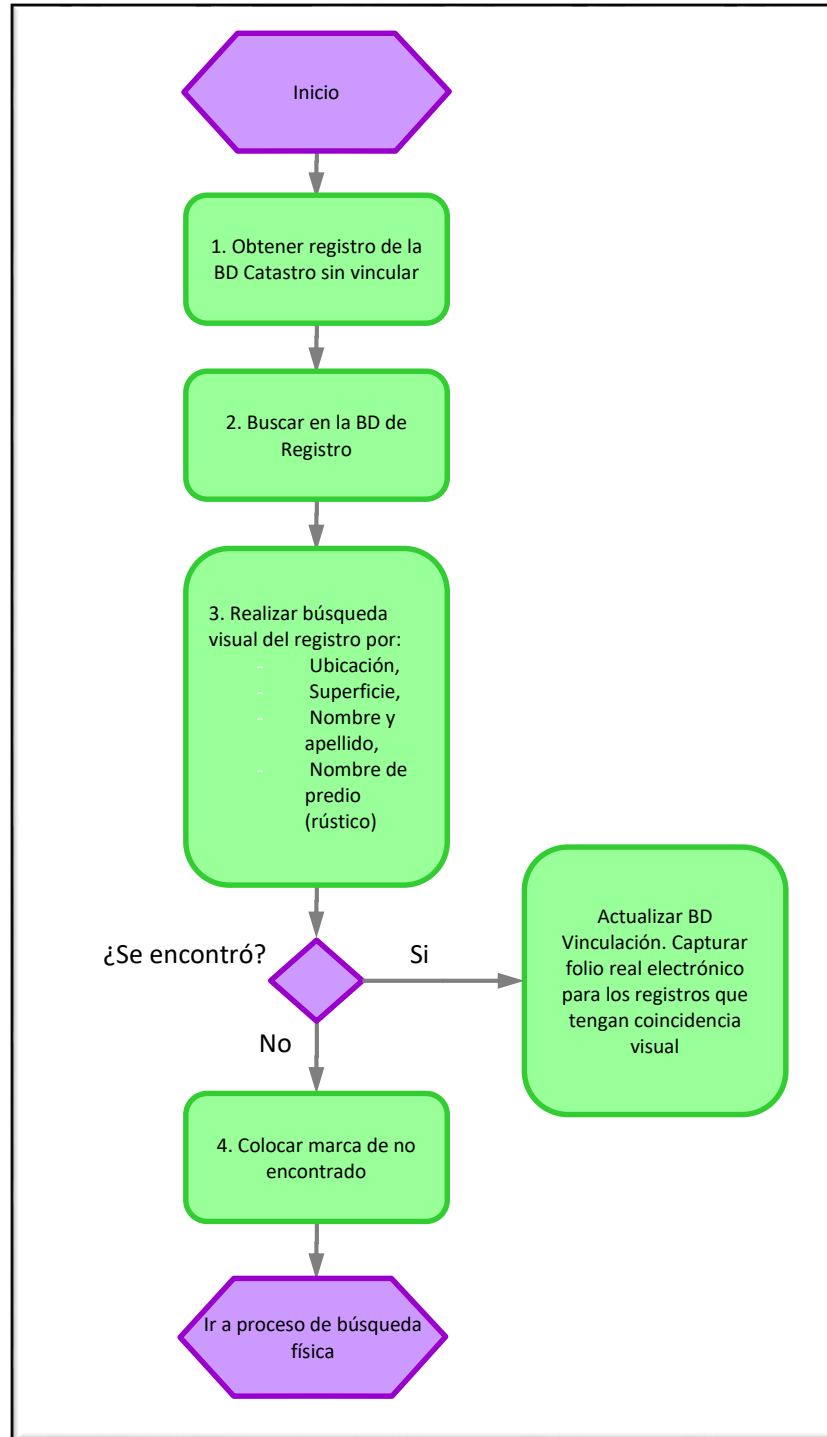 Inicio
1. Obtener registro de la
BD Catastro sin vincular
2. Buscar en la BD de
Registro
3. Realizar búsqueda
visual del registro por:
- Ubicación,
- Superficie,
- Nombre y
apellido,
- Nombre de
predio
(rústico)
¿Se encontró?
Si
Actualizar BD
Vinculación. Capturar
folio real electrónico
para los registros que
tengan coincidencia
visual
No
4. Colocar marca de no
encontrado
Ir a proceso de búsqueda
física